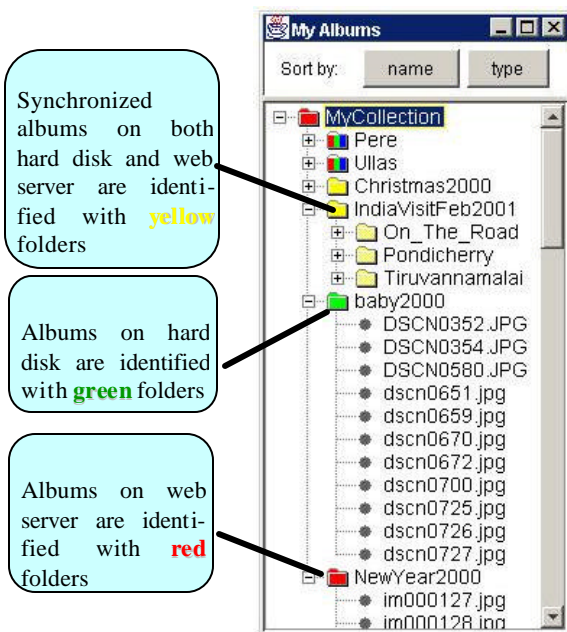 My Albums
Sort by:
name
type
Synchronized
albums on both
hard disk and web
server are identi-
fied with yellow
folders
Albums on hard
disk are identified
with green folders
Albums on web
server are identi-
fied with red
folders
MyCollection
Pere
Ullas
Christmas2000
IndiaVisitFeb2001
On_The_Road
Pondicherry
Tiruvannamalai
baby2000
DSCN0352.JPG
DSCN0354.JPG
DSCN0580.JPG
dscn0651.jpg
dscn0659.jpg
dscn0670.jpg
dscn0672.jpg
dscn0700.jpg
dscn0725.jpg
dscn0726.jpg
dscn0727.jpg
NewYear2000
im000127.jpg
im000128.jpg